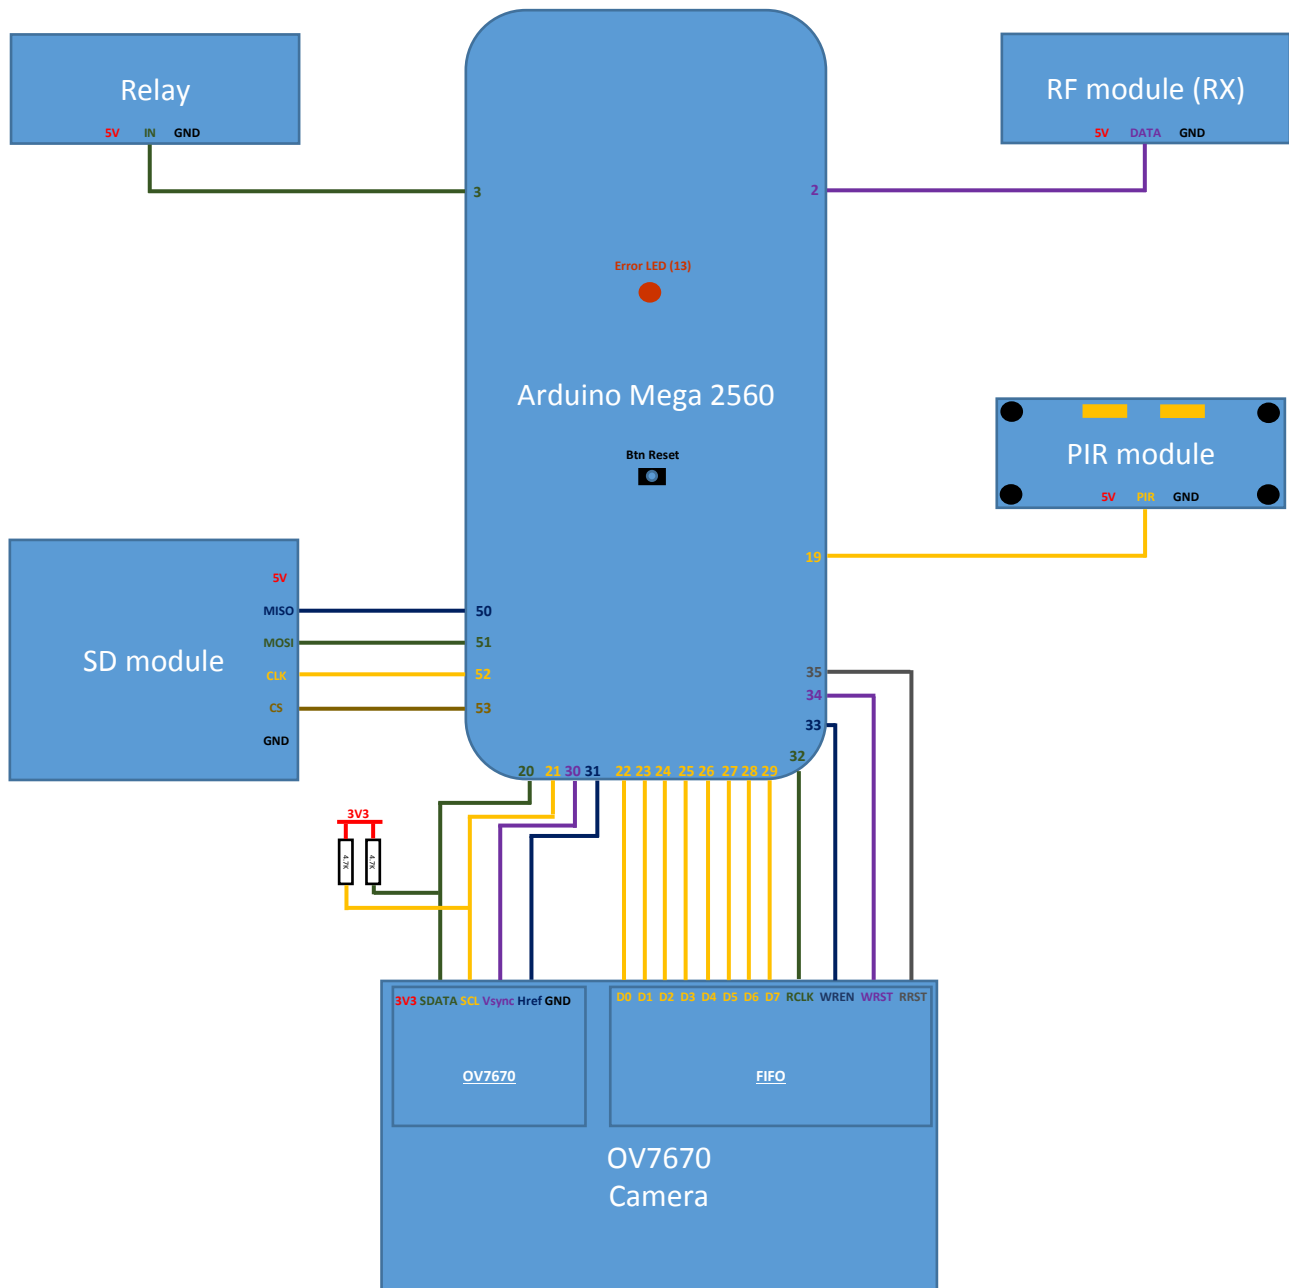 Relay
5V IN GND
RF module (RX)
5V DATA GND
3
2
Error LED (13)
Arduino Mega 2560
Btn Reset
PIR module
5V PIR GND
19
SD module
5V
MISO
MOSI
CLK
CS
GND
50
51
52
53
35
34
33
32
20 21 30 31 22 23 24 25 26 27 28 29
3V3
4.7K 4.7K
3V3 SDATA SCL Vsync Href GND
D0 D1 D2 D3 D4 D5 D6 D7 RCLK WREN WRST RRST
OV7670
FIFO
OV7670
Camera